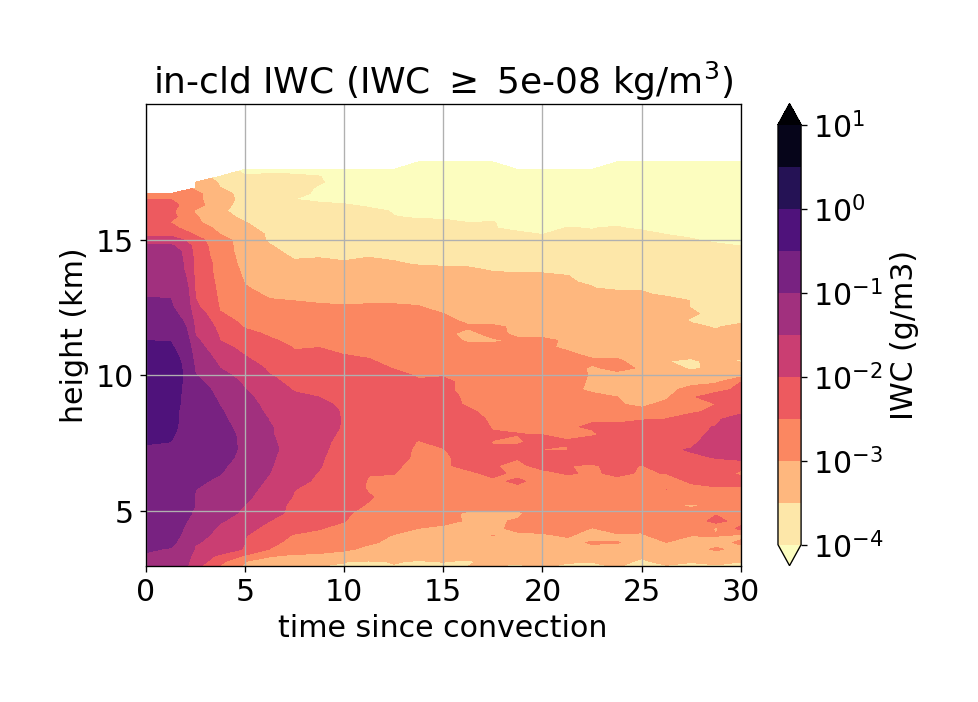 in-cld IWC (IWC ≥ 5e-08 kg/m³)
height (km)
15
10
5
0 5 10 15 20 25 30
time since convection
10¹
10⁰
10⁻¹
10⁻²
10⁻³
10⁻⁴
IWC (g/m3)